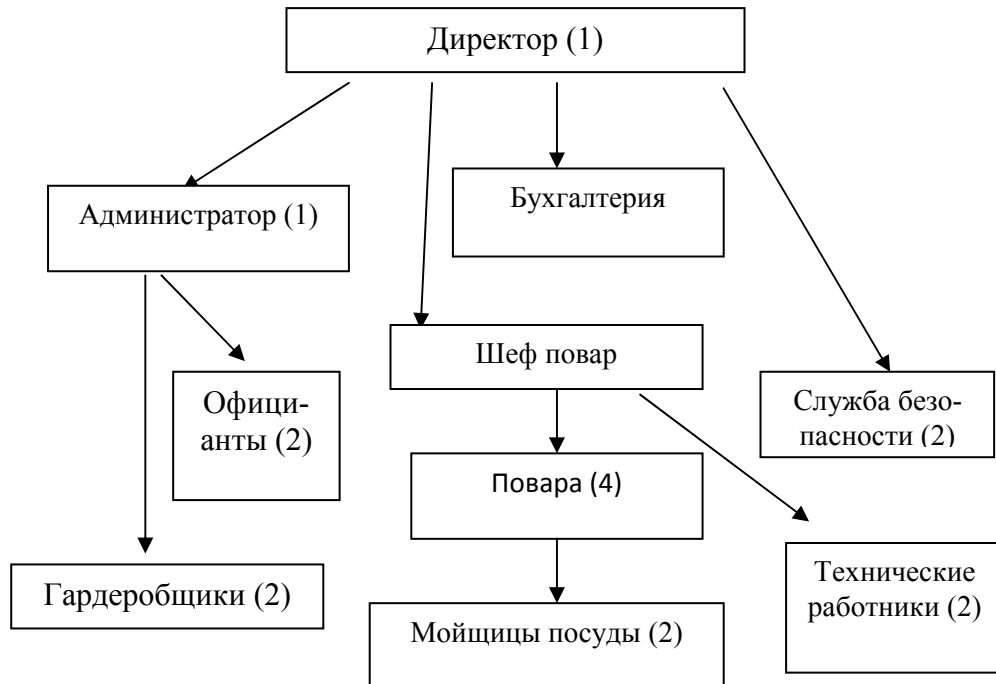 Директор (1)
Администратор (1)
Бухгалтерия
Шеф повар
Офици-
анты (2)
Служба безо-
пасности (2)
Повара (4)
Гардеробщики (2)
Технические
работники (2)
Мойщицы посуды (2)